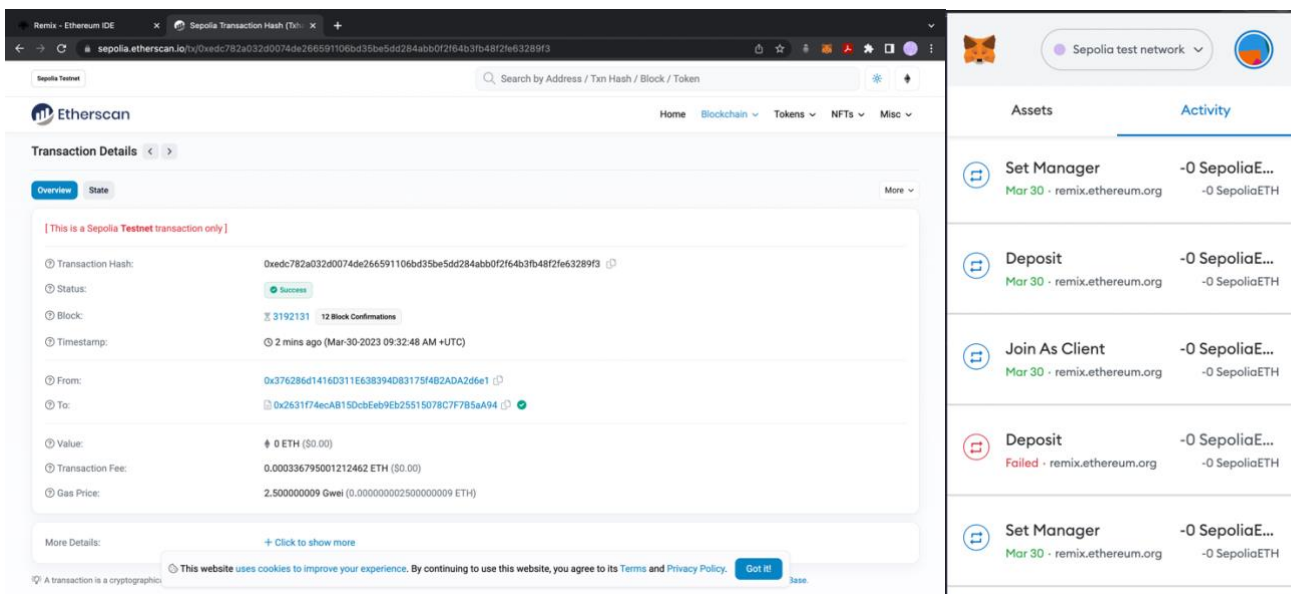 Remix - Ethereum IDE
Sepolia Transaction Hash (Txh
sepolia.etherscan.io/tx/0xedc782a032d0074de266591106bd35be5dd284abb0f2f64b3fb48f2fe63289f3
Sepolia Testnet
Search by Address / Txn Hash / Block / Token
Etherscan
Home Blockchain Tokens NFTs Misc
Transaction Details
Overview State More
[ This is a Sepolia Testnet transaction only ]
Transaction Hash: 0xedc782a032d0074de266591106bd35be5dd284abb0f2f64b3fb48f2fe63289f3
Status: Success
Block: 3192131 12 Block Confirmations
Timestamp: 2 mins ago (Mar-30-2023 09:32:48 AM +UTC)
From: 0x376286d1416D311E638394D83175f4B2ADA2d6e1
To: 0x2631f74ecAB15DcbEeb9Eb25515078C7F7B5aA94
Value: 0 ETH ($0.00)
Transaction Fee: 0.000336795001212462 ETH ($0.00)
Gas Price: 2.500000009 Gwei (0.000000002500000009 ETH)
More Details: + Click to show more
A transaction is a cryptographic
This website uses cookies to improve your experience. By continuing to use this website, you agree to its Terms and Privacy Policy. Got it!
Base.
Sepolia test network
Assets Activity
Set Manager -0 SepoliaE...
Mar 30 · remix.ethereum.org -0 SepoliaETH
Deposit -0 SepoliaE...
Mar 30 · remix.ethereum.org -0 SepoliaETH
Join As Client -0 SepoliaE...
Mar 30 · remix.ethereum.org -0 SepoliaETH
Deposit -0 SepoliaE...
Failed · remix.ethereum.org -0 SepoliaETH
Set Manager -0 SepoliaE...
Mar 30 · remix.ethereum.org -0 SepoliaETH